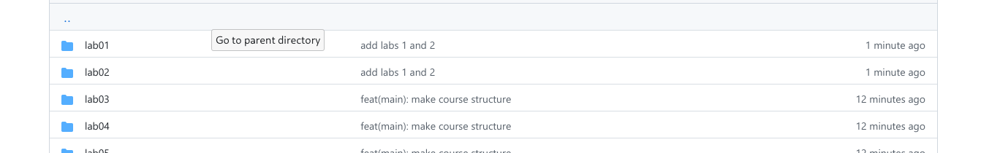 ..
Go to parent directory
lab01 add labs 1 and 2 1 minute ago
lab02 add labs 1 and 2 1 minute ago
lab03 feat(main): make course structure 12 minutes ago
lab04 feat(main): make course structure 12 minutes ago
lab05 feat(main): make course structure 12 minutes ago